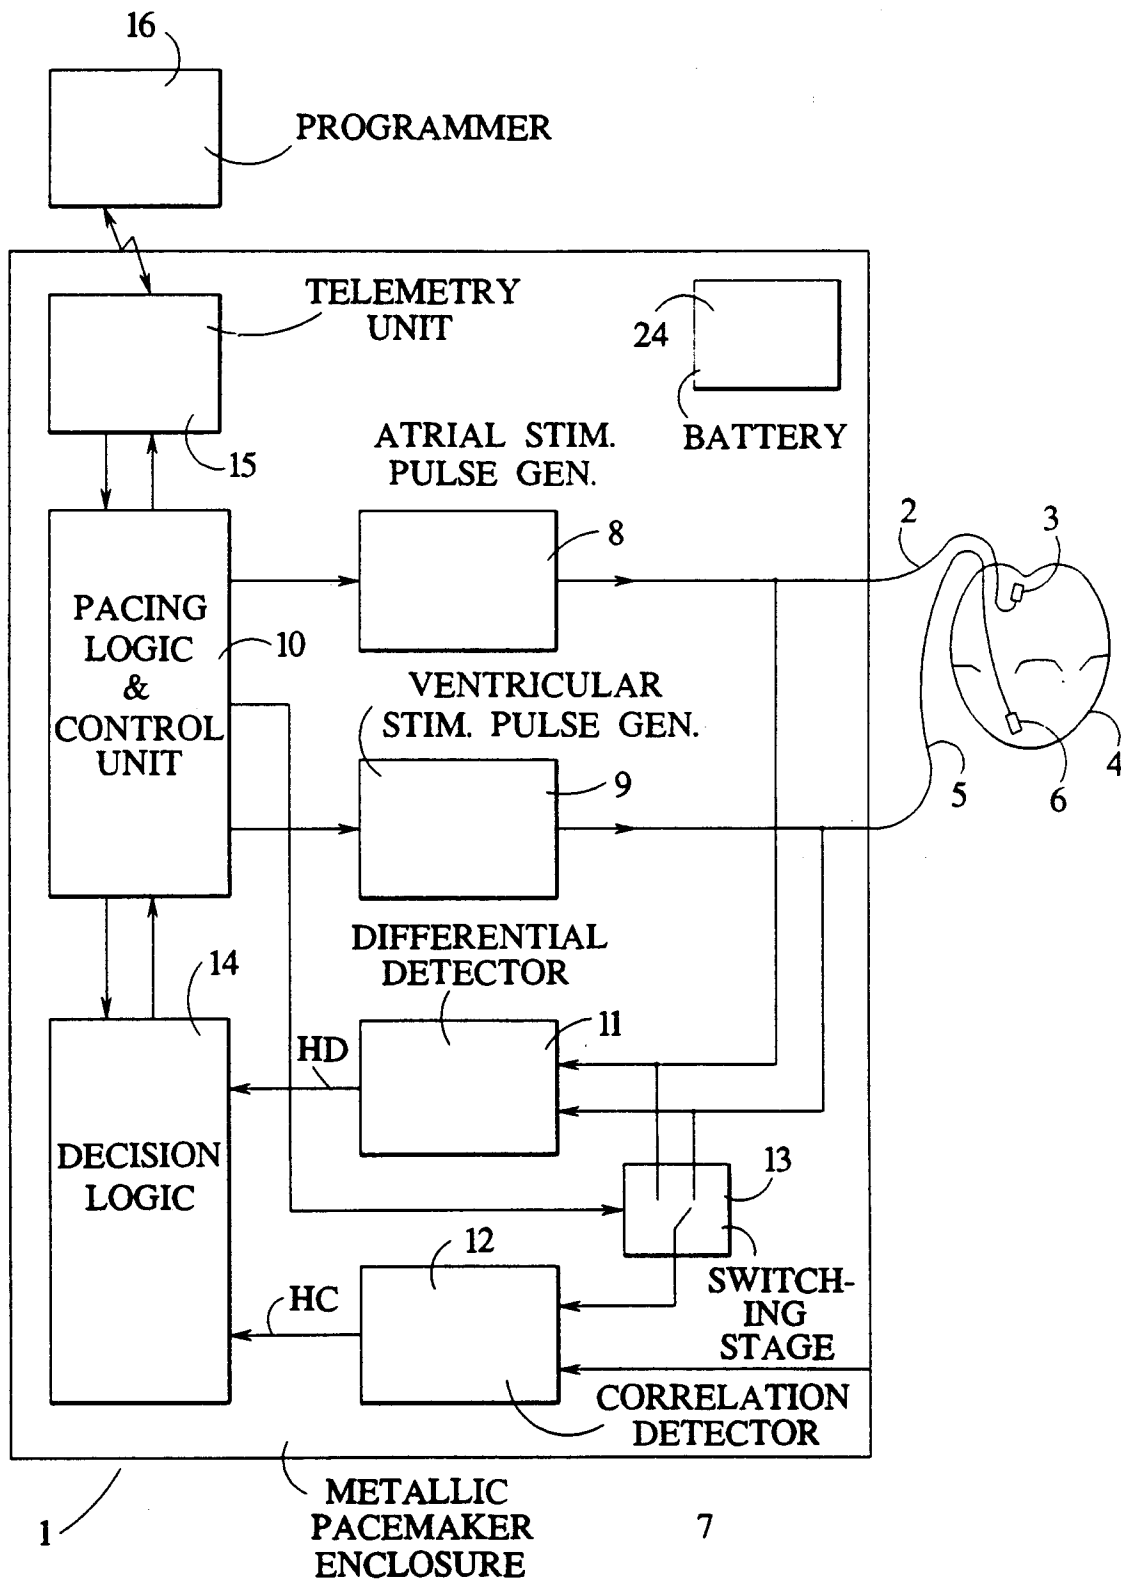 16
PROGRAMMER
TELEMETRY
UNIT
24
BATTERY
15
ATRIAL STIM.
PULSE GEN.
8
2
3
PACING
LOGIC
&
CONTROL
UNIT
10
VENTRICULAR
STIM. PULSE GEN.
9
5
6
4
DIFFERENTIAL
DETECTOR
14
11
HD
DECISION
LOGIC
13
12
SWITCH-
ING
STAGE
HC
CORRELATION
DETECTOR
1
METALLIC
PACEMAKER
ENCLOSURE
7